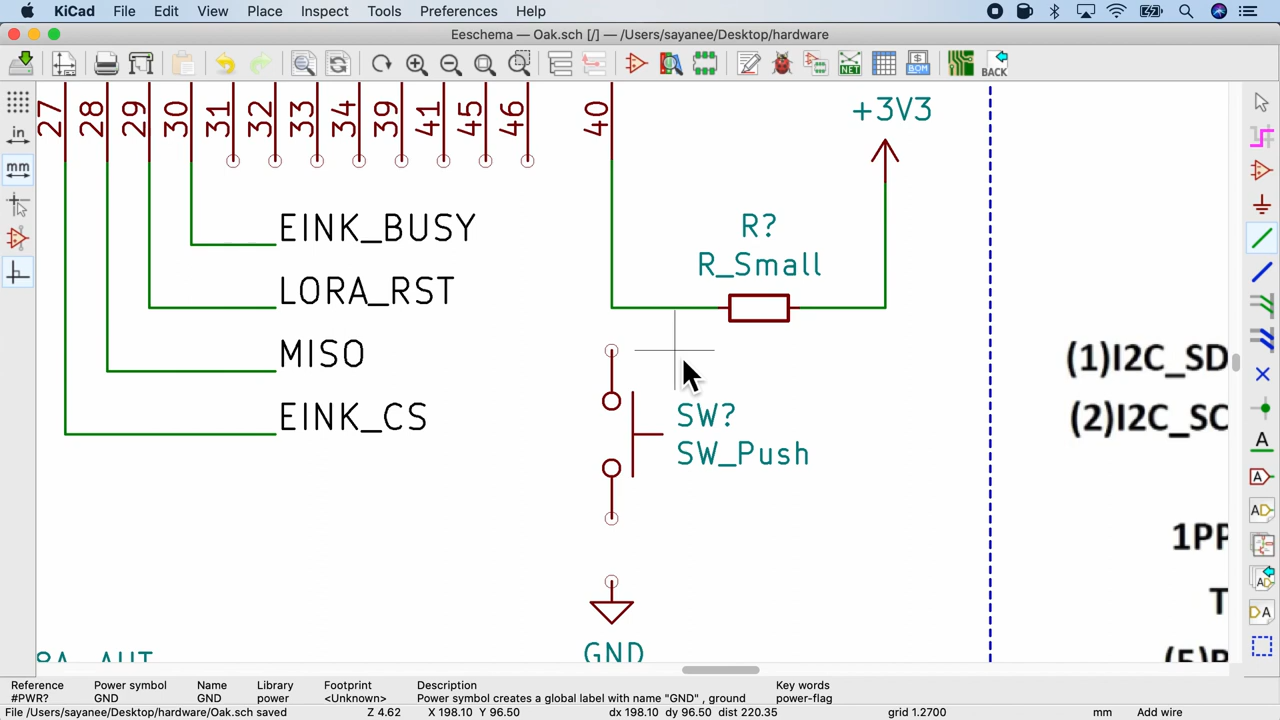 KiCad File Edit View Place Inspect Tools Preferences Help
Eeschema — Oak.sch [/] — /Users/sayanee/Desktop/hardware
NET
BOM
BACK
in
mm
27 28 29 30 31 32 33 34 39 41 45 46 40
+3V3
EINK_BUSY
R?
R_Small
LORA_RST
MISO
EINK_CS
SW?
SW_Push
(1)I2C_SD
(2)I2C_SC
1PP
T
GND
A
A
AD
A
DA
Reference Power symbol Name Library Footprint Description Key words
#PWR? GND GND power <Unknown> Power symbol creates a global label with name "GND" , ground power-flag
File /Users/sayanee/Desktop/hardware/Oak.sch saved Z 4.62 X 198.10 Y 96.50 dx 198.10 dy 96.50 dist 220.35 grid 1.2700 mm Add wire